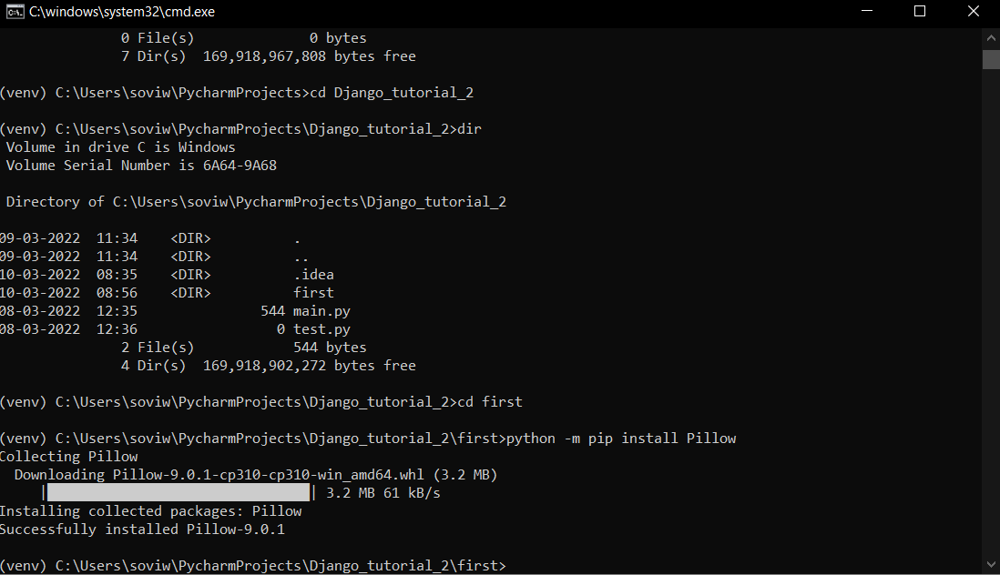 C:\windows\system32\cmd.exe
0 File(s) 0 bytes
7 Dir(s) 169,918,967,808 bytes free
(venv) C:\Users\soviw\PycharmProjects>cd Django_tutorial_2
(venv) C:\Users\soviw\PycharmProjects\Django_tutorial_2>dir
Volume in drive C is Windows
Volume Serial Number is 6A64-9A68
Directory of C:\Users\soviw\PycharmProjects\Django_tutorial_2
09-03-2022 11:34 <DIR> .
09-03-2022 11:34 <DIR> ..
10-03-2022 08:35 <DIR> .idea
10-03-2022 08:56 <DIR> first
08-03-2022 12:35 544 main.py
08-03-2022 12:36 0 test.py
2 File(s) 544 bytes
4 Dir(s) 169,918,902,272 bytes free
(venv) C:\Users\soviw\PycharmProjects\Django_tutorial_2>cd first
(venv) C:\Users\soviw\PycharmProjects\Django_tutorial_2\first>python -m pip install Pillow
Collecting Pillow
Downloading Pillow-9.0.1-cp310-cp310-win_amd64.whl (3.2 MB)
| | 3.2 MB 61 kB/s
Installing collected packages: Pillow
Successfully installed Pillow-9.0.1
(venv) C:\Users\soviw\PycharmProjects\Django_tutorial_2\first>